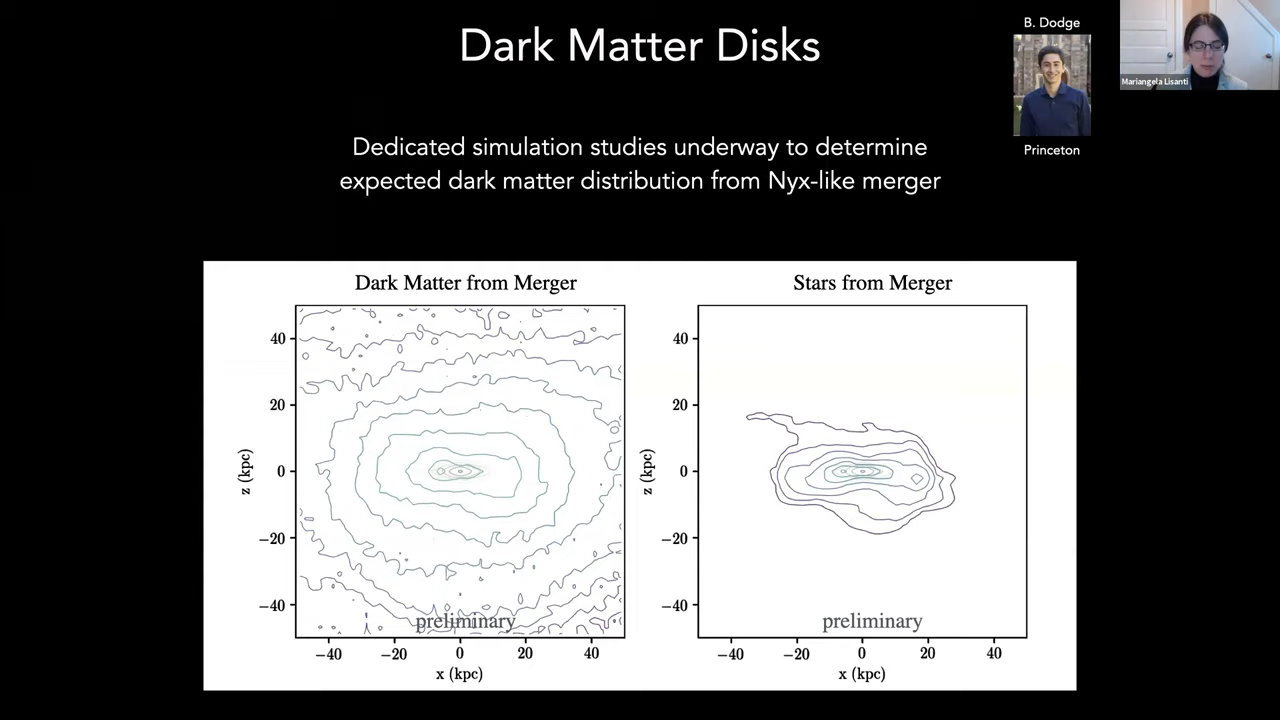 Dark Matter Disks
B. Dodge
Princeton
Mariangela Lisanti
Dedicated simulation studies underway to determine
expected dark matter distribution from Nyx-like merger
Dark Matter from Merger
40
20
0
−20
−40
z (kpc)
preliminary
−40 −20 0 20 40
x (kpc)
Stars from Merger
40
20
0
−20
−40
z (kpc)
preliminary
−40 −20 0 20 40
x (kpc)